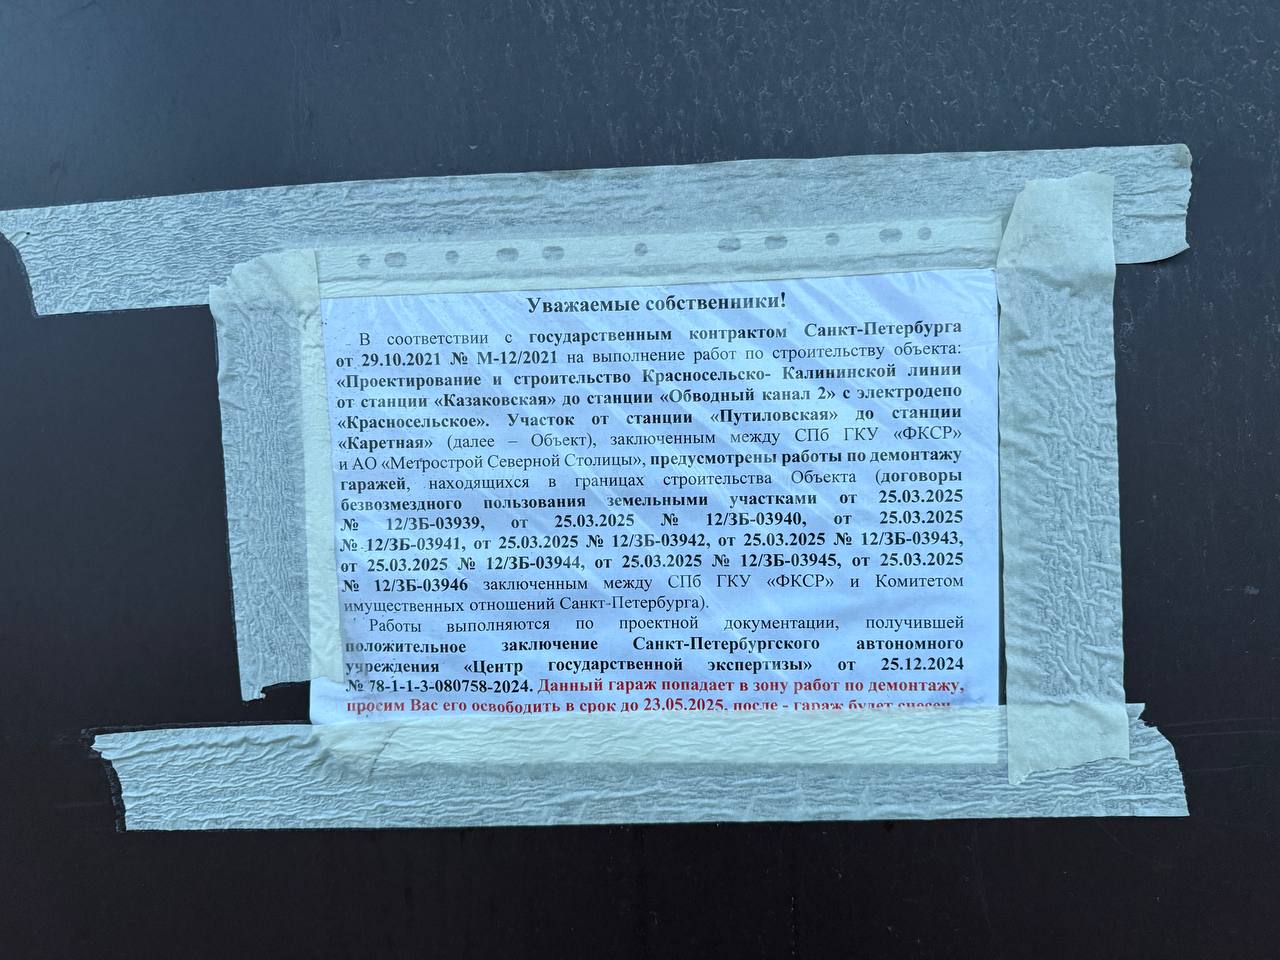 Уважаемые собственники!
В соответствии с государственным контрактом Санкт-Петербурга
от 29.10.2021 № М-12/2021 на выполнение работ по строительству объекта:
«Проектирование и строительство Красносельско- Калининской линии
от станции «Казаковская» до станции «Обводный канал 2» с электродепо
«Красносельское». Участок от станции «Путиловская» до станции
«Каретная» (далее – Объект), заключенным между СПб ГКУ «ФКСР»
и АО «Метрострой Северной Столицы», предусмотрены работы по демонтажу
гаражей, находящихся в границах строительства Объекта (договоры
безвозмездного пользования земельными участками от 25.03.2025
№ 12/ЗБ-03939, от 25.03.2025 № 12/ЗБ-03940, от 25.03.2025
№ 12/ЗБ-03941, от 25.03.2025 № 12/ЗБ-03942, от 25.03.2025 № 12/ЗБ-03943,
от 25.03.2025 № 12/ЗБ-03944, от 25.03.2025 № 12/ЗБ-03945, от 25.03.2025
№ 12/ЗБ-03946 заключенным между СПб ГКУ «ФКСР» и Комитетом
имущественных отношений Санкт-Петербурга).
Работы выполняются по проектной документации, получившей
положительное заключение Санкт-Петербургского автономного
учреждения «Центр государственной экспертизы» от 25.12.2024
№ 78-1-1-3-080758-2024. Данный гараж попадает в зону работ по демонтажу,
просим Вас его освободить в срок до 23.05.2025, после - гараж будет снесен